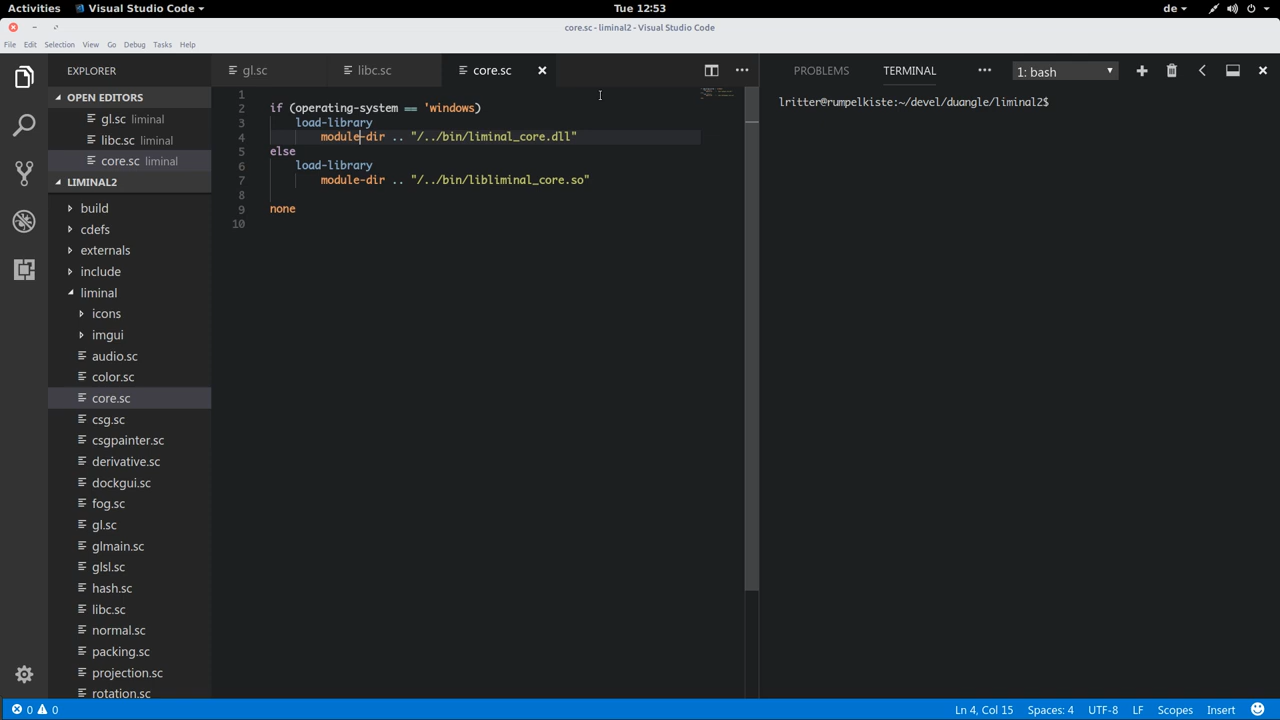 Activities Visual Studio Code Tue 12:53 de
core.sc - liminal2 - Visual Studio Code
File Edit Selection View Go Debug Tasks Help
EXPLORER
OPEN EDITORS
gl.sc liminal
libc.sc liminal
core.sc liminal
LIMINAL2
build
cdefs
externals
include
liminal
icons
imgui
audio.sc
color.sc
core.sc
csg.sc
csgpainter.sc
derivative.sc
dockgui.sc
fog.sc
gl.sc
glmain.sc
glsl.sc
hash.sc
libc.sc
normal.sc
packing.sc
projection.sc
rotation.sc
gl.sc libc.sc core.sc
1
2 if (operating-system == 'windows)
3 load-library
4 module-dir .. "/../bin/liminal_core.dll"
5 else
6 load-library
7 module-dir .. "/../bin/libliminal_core.so"
8
9 none
10
PROBLEMS TERMINAL 1: bash
lritter@rumpelkiste:~/devel/duangle/liminal2$
0 0 Ln 4, Col 15 Spaces: 4 UTF-8 LF Scopes Insert